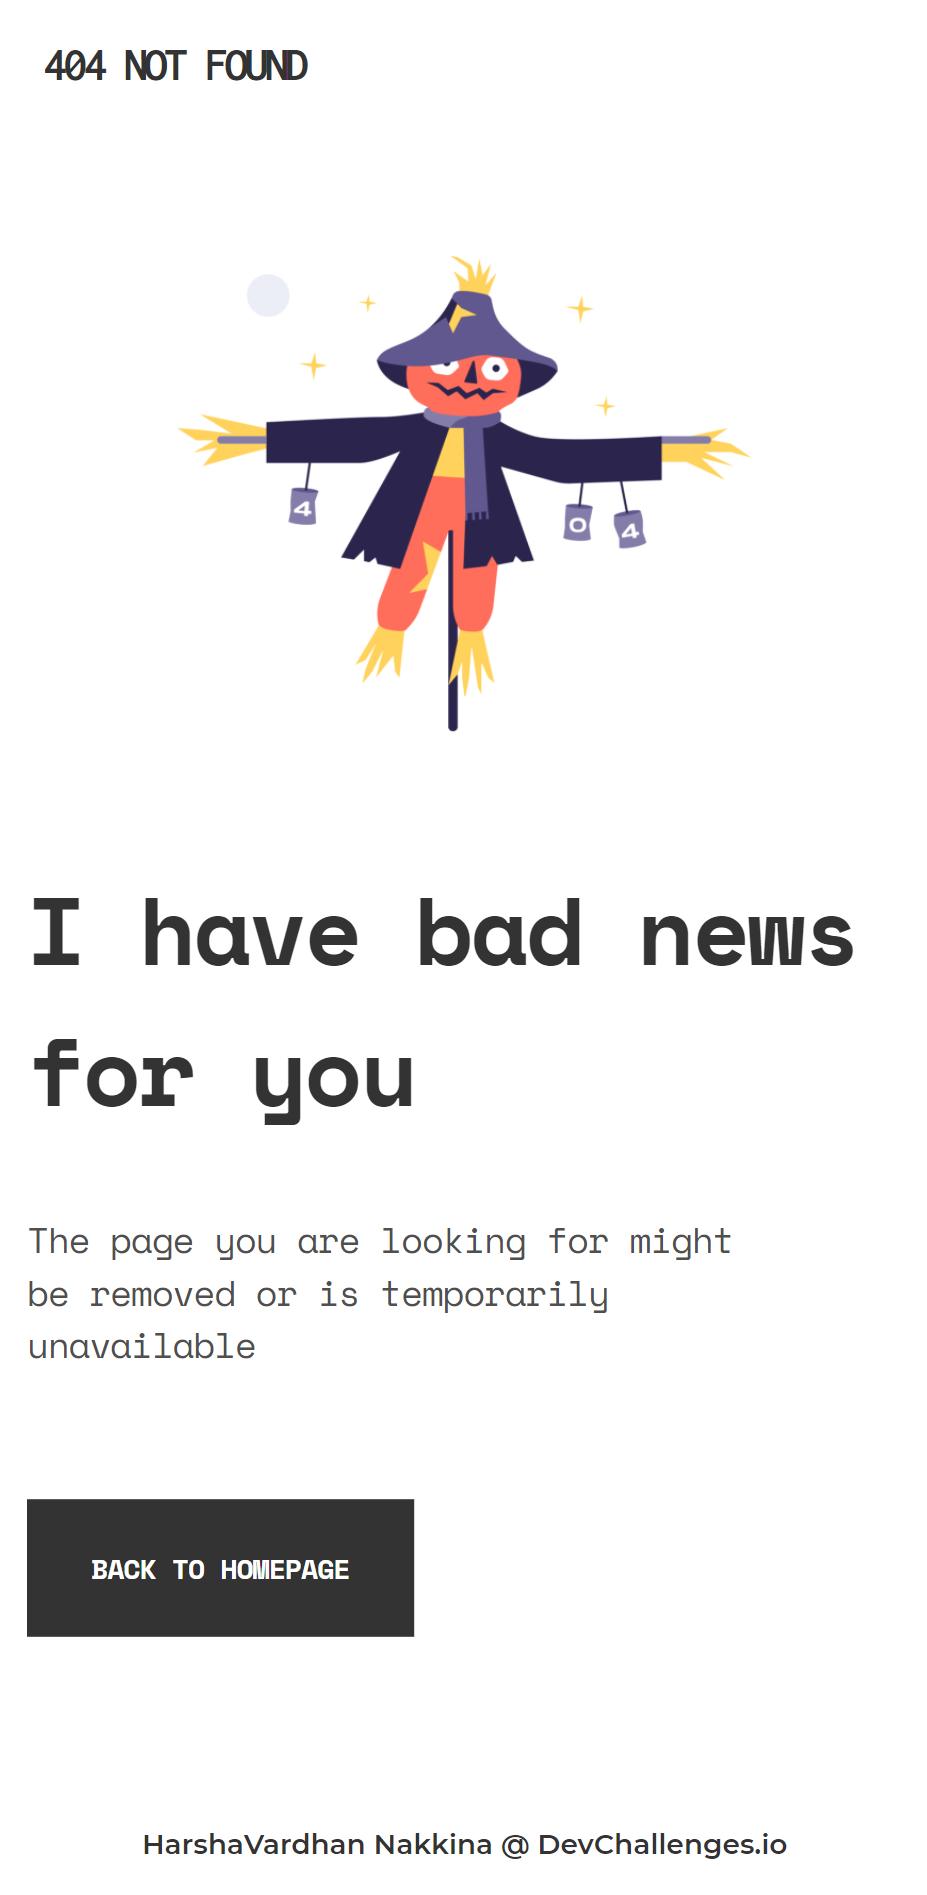 404 NOT FOUND
4
0
4
I have bad news
for you
The page you are looking for might
be removed or is temporarily
unavailable
BACK TO HOMEPAGE
HarshaVardhan Nakkina @ DevChallenges.io